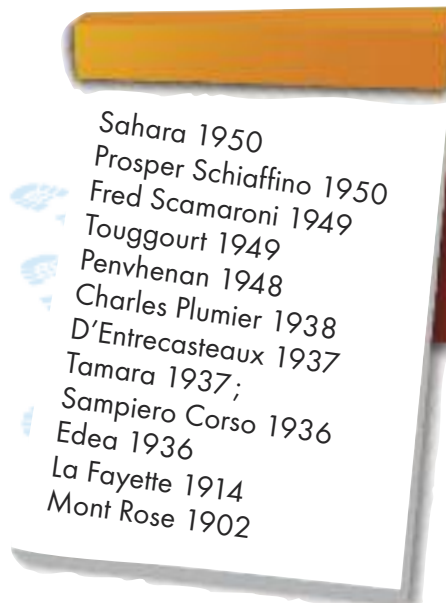 Sahara 1950
Prosper Schiaffino 1950
Fred Scamaroni 1949
Touggourt 1949
Penvhenan 1948
Charles Plumier 1938
D'Entrecasteaux 1937
Tamara 1937;
Sampiero Corso 1936
Edea 1936
La Fayette 1914
Mont Rose 1902